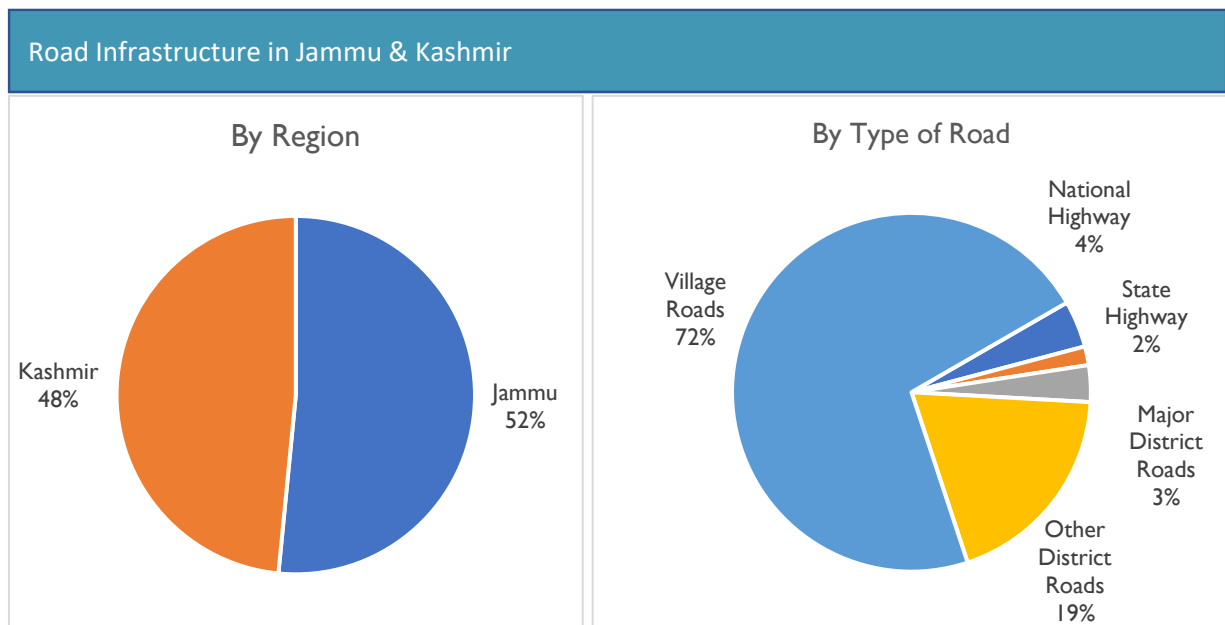 Road Infrastructure in Jammu & Kashmir
By Region
Kashmir
48%
Jammu
52%
By Type of Road
National
Highway
4%
State
Highway
2%
Village
Roads
72%
Major
District
Roads
3%
Other
District
Roads
19%